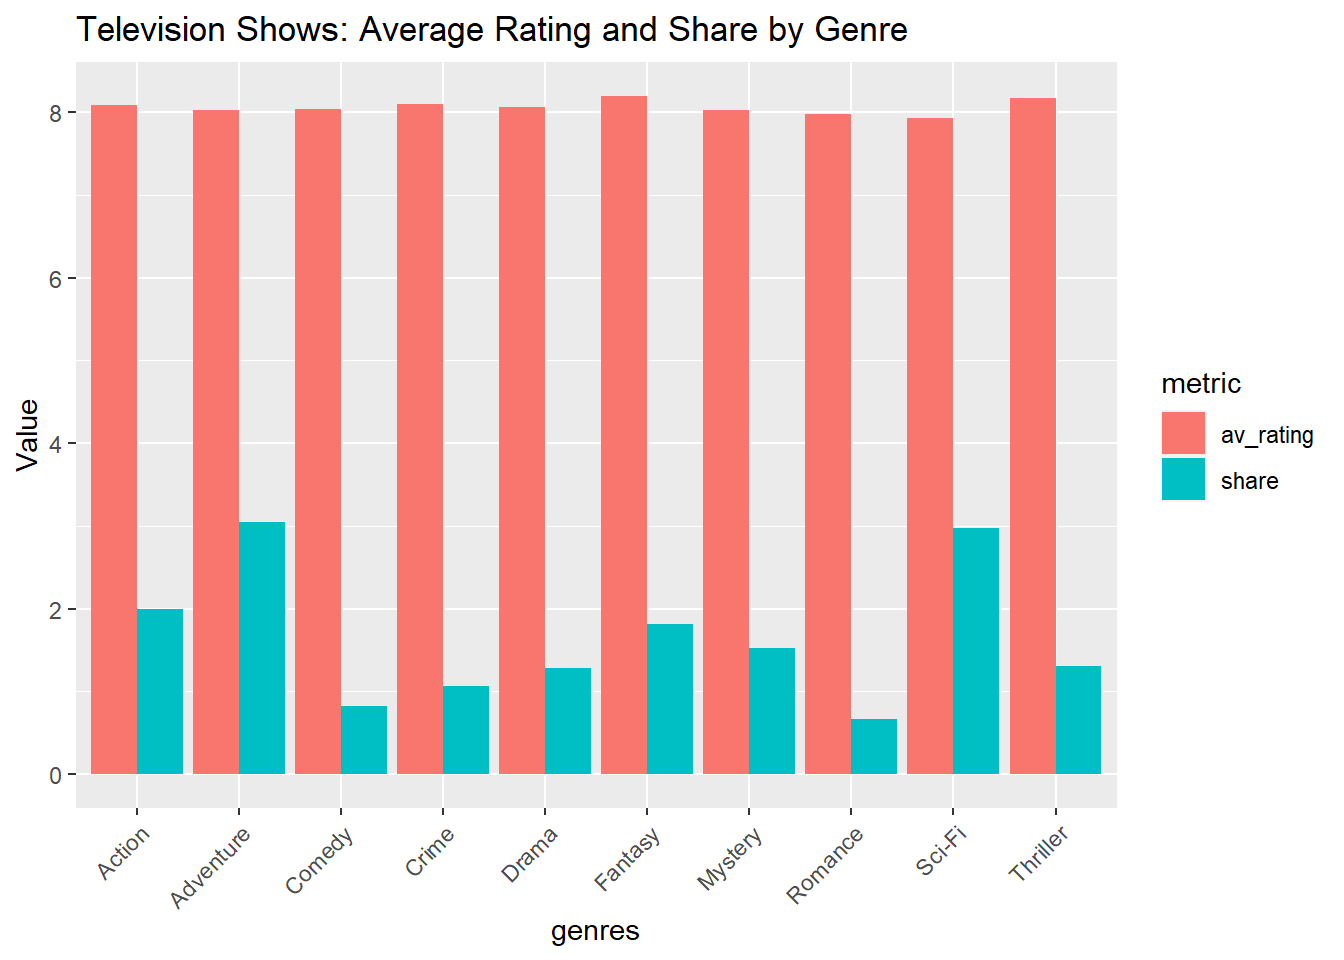 Television Shows: Average Rating and Share by Genre
8
6
4
2
0
Value
Action
Adventure
Comedy
Crime
Drama
Fantasy
Mystery
Romance
Sci-Fi
Thriller
genres
metric
av_rating
share